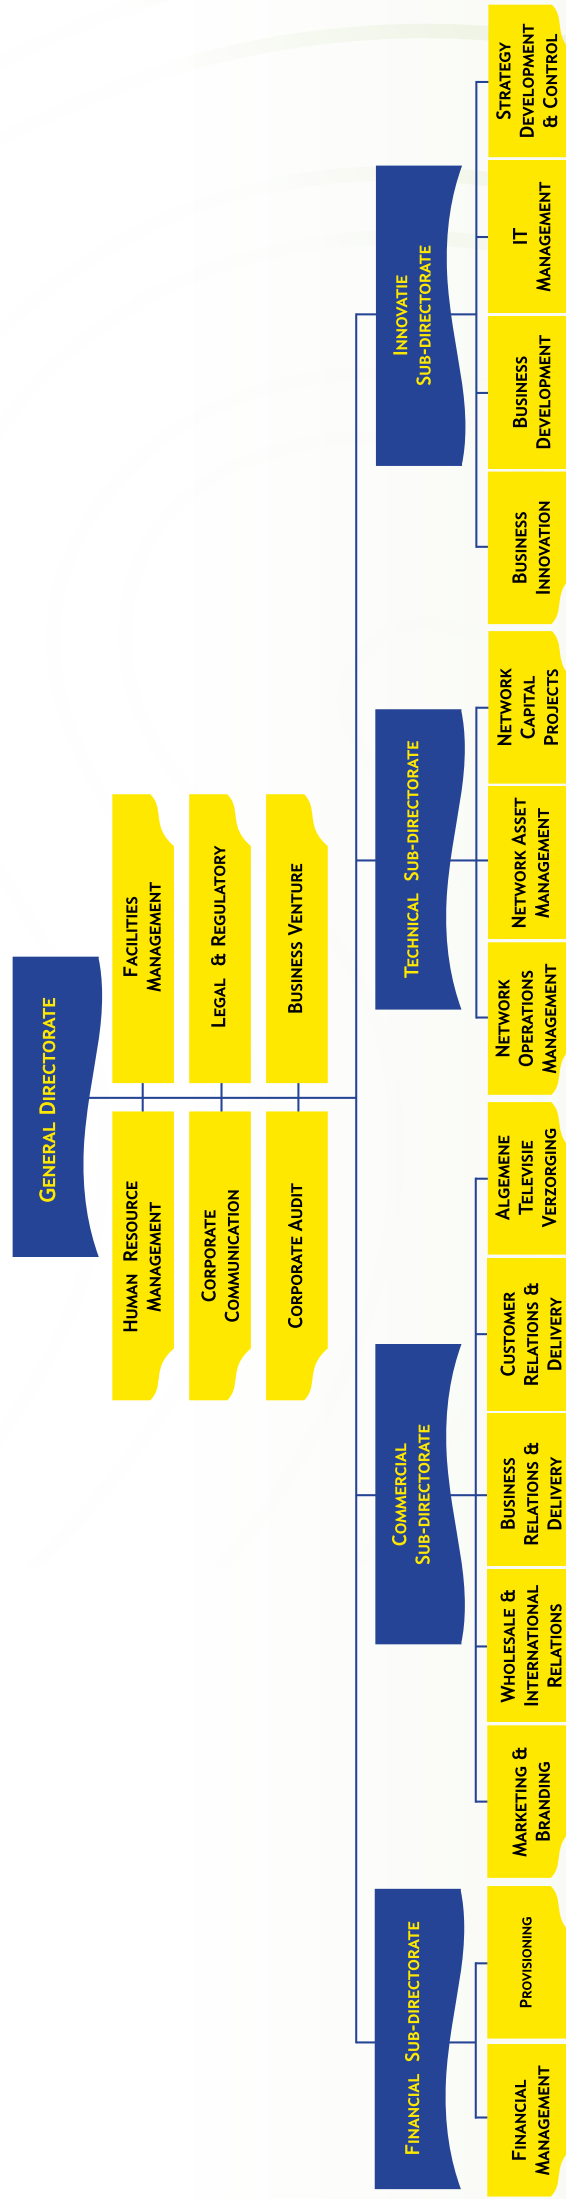 GENERAL DIRECTORATE
HUMAN RESOURCE
MANAGEMENT
FACILITIES
MANAGEMENT
CORPORATE
COMMUNICATION
LEGAL & REGULATORY
CORPORATE AUDIT
BUSINESS VENTURE
FINANCIAL SUB-DIRECTORATE
COMMERCIAL
SUB-DIRECTORATE
TECHNICAL SUB-DIRECTORATE
INNOVATIE
SUB-DIRECTORATE
FINANCIAL
MANAGEMENT
PROVISIONING
MARKETING &
BRANDING
WHOLESALE &
INTERNATIONAL
RELATIONS
BUSINESS
RELATIONS &
DELIVERY
CUSTOMER
RELATIONS &
DELIVERY
ALGEMENE
TELEVISIE
VERZORGING
NETWORK
OPERATIONS
MANAGEMENT
NETWORK ASSET
MANAGEMENT
NETWORK
CAPITAL
PROJECTS
BUSINESS
INNOVATION
BUSINESS
DEVELOPMENT
IT
MANAGEMENT
STRATEGY
DEVELOPMENT
& CONTROL